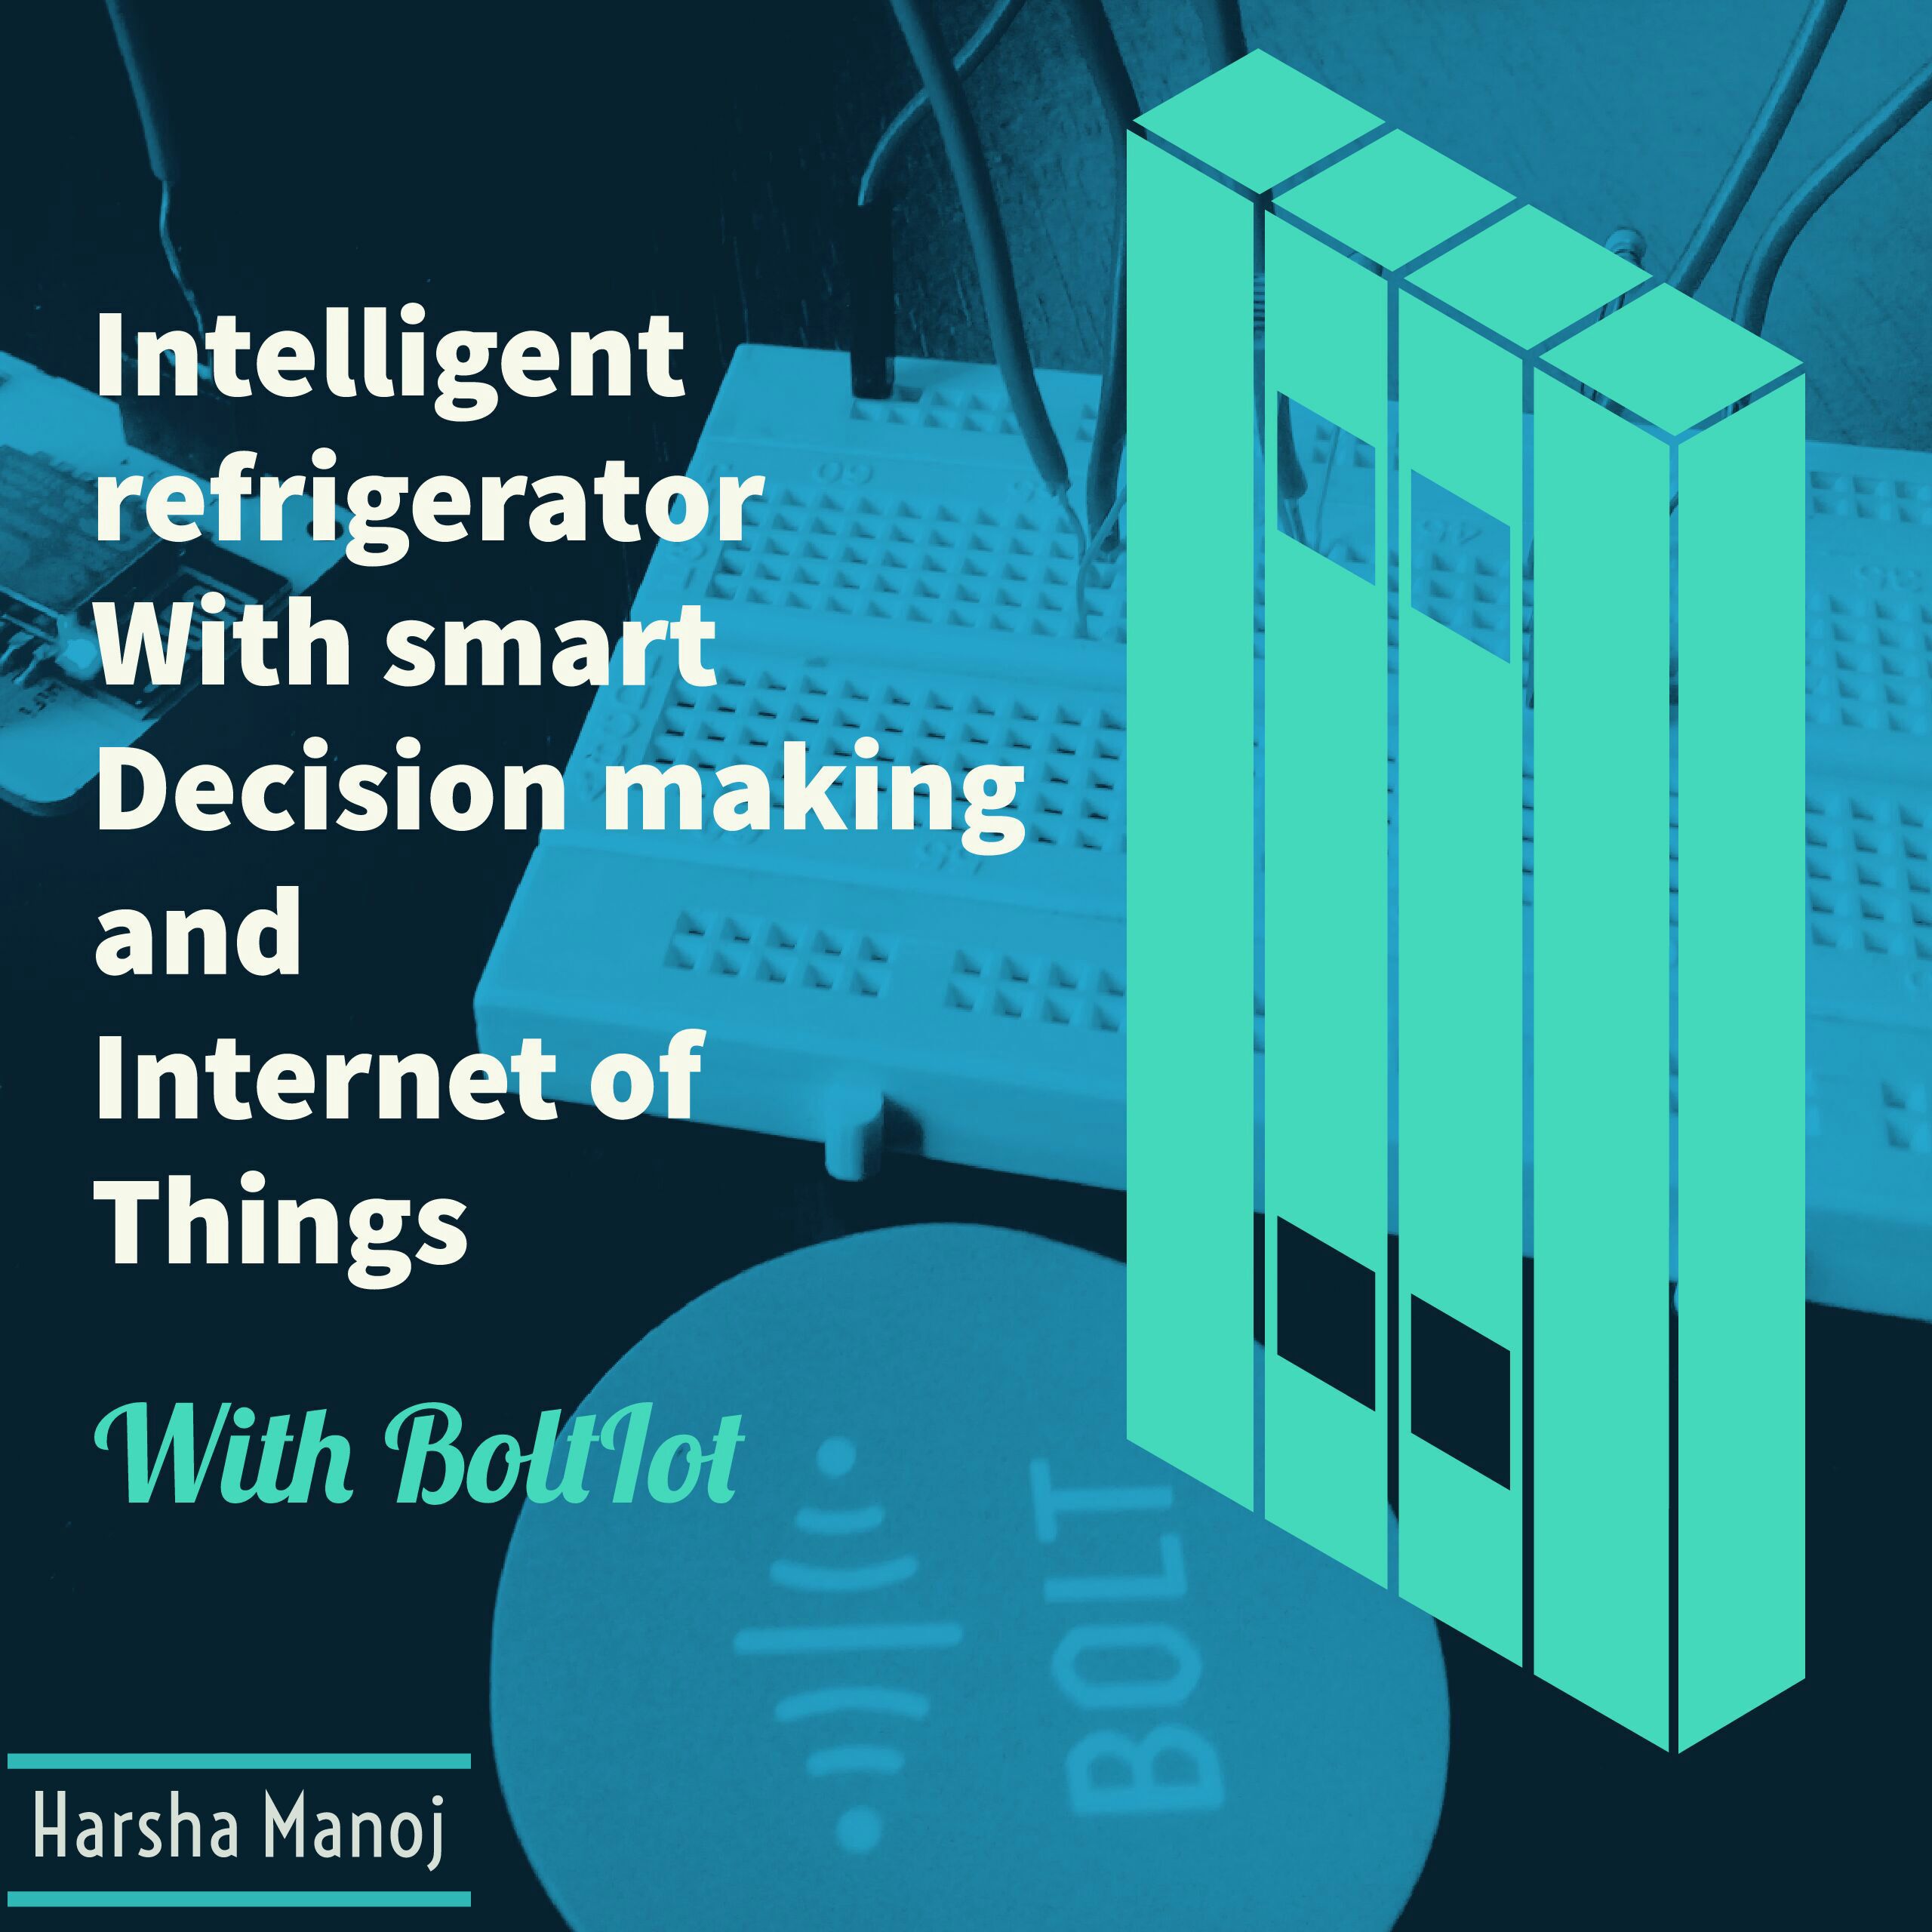 Intelligent
refrigerator
With smart
Decision making
and
Internet of
Things
With BoltIot
BOLT
Harsha Manoj